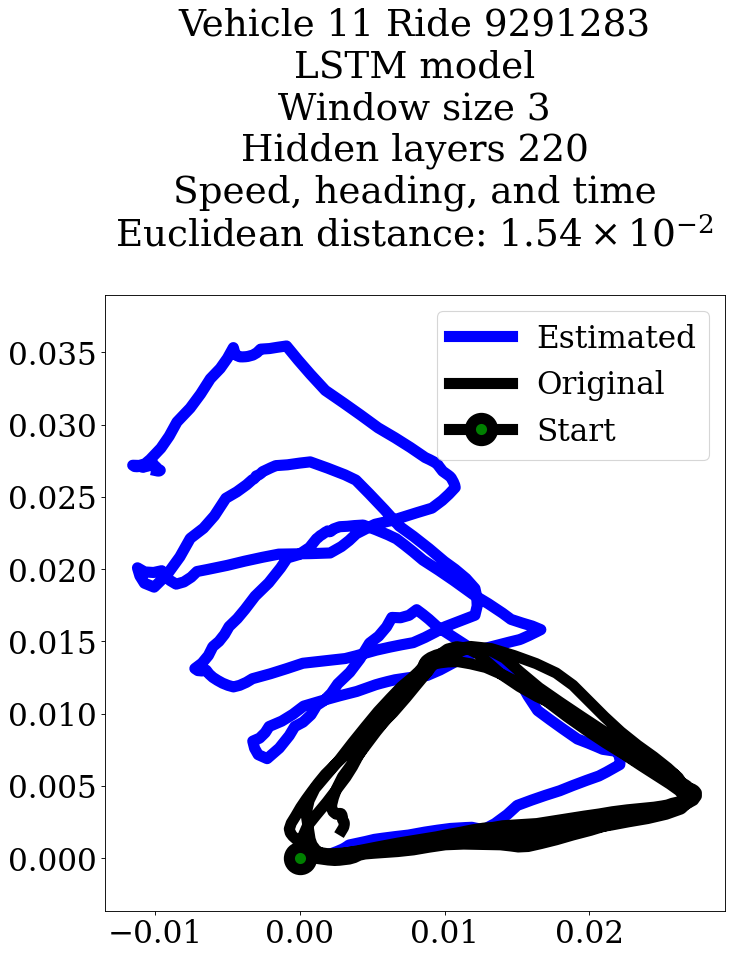 Vehicle 11 Ride 9291283
LSTM model
Window size 3
Hidden layers 220
Speed, heading, and time
Euclidean distance: 1.54 × 10⁻²
Estimated
Original
Start
0.035
0.030
0.025
0.020
0.015
0.010
0.005
0.000
−0.01 0.00 0.01 0.02